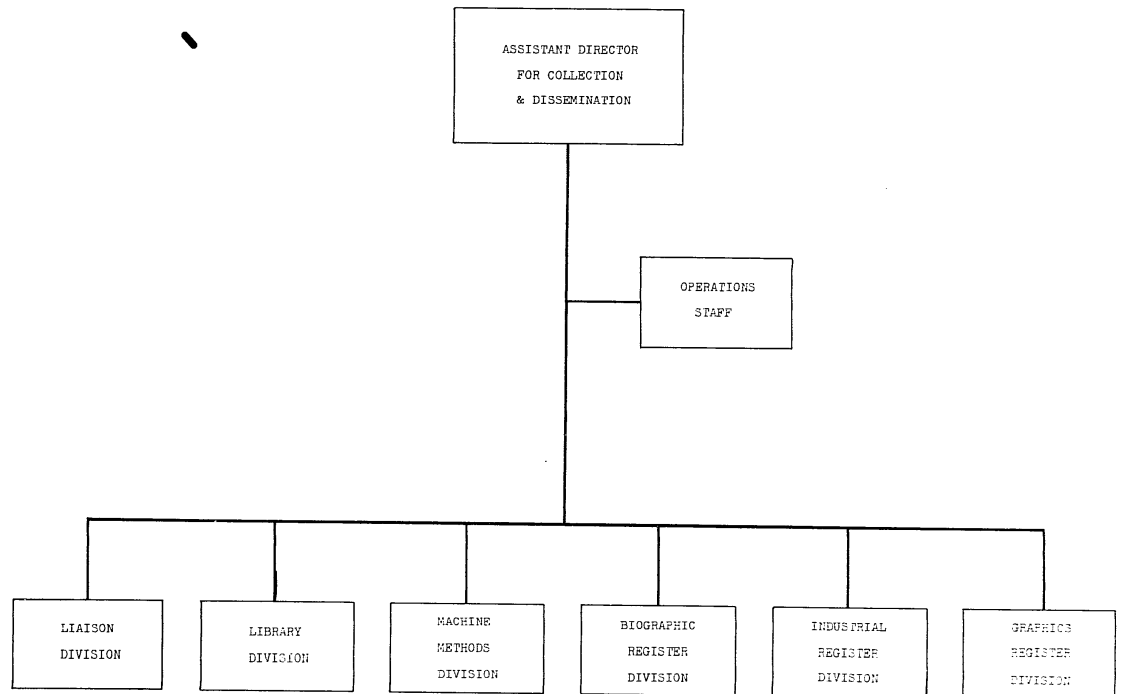 ASSISTANT DIRECTOR
FOR COLLECTION
& DISSEMINATION
OPERATIONS
STAFF
LIAISON
DIVISION
LIBRARY
DIVISION
MACHINE
METHODS
DIVISION
BIOGRAPHIC
REGISTER
DIVISION
INDUSTRIAL
REGISTER
DIVISION
GRAPHICS
REGISTER
DIVISION